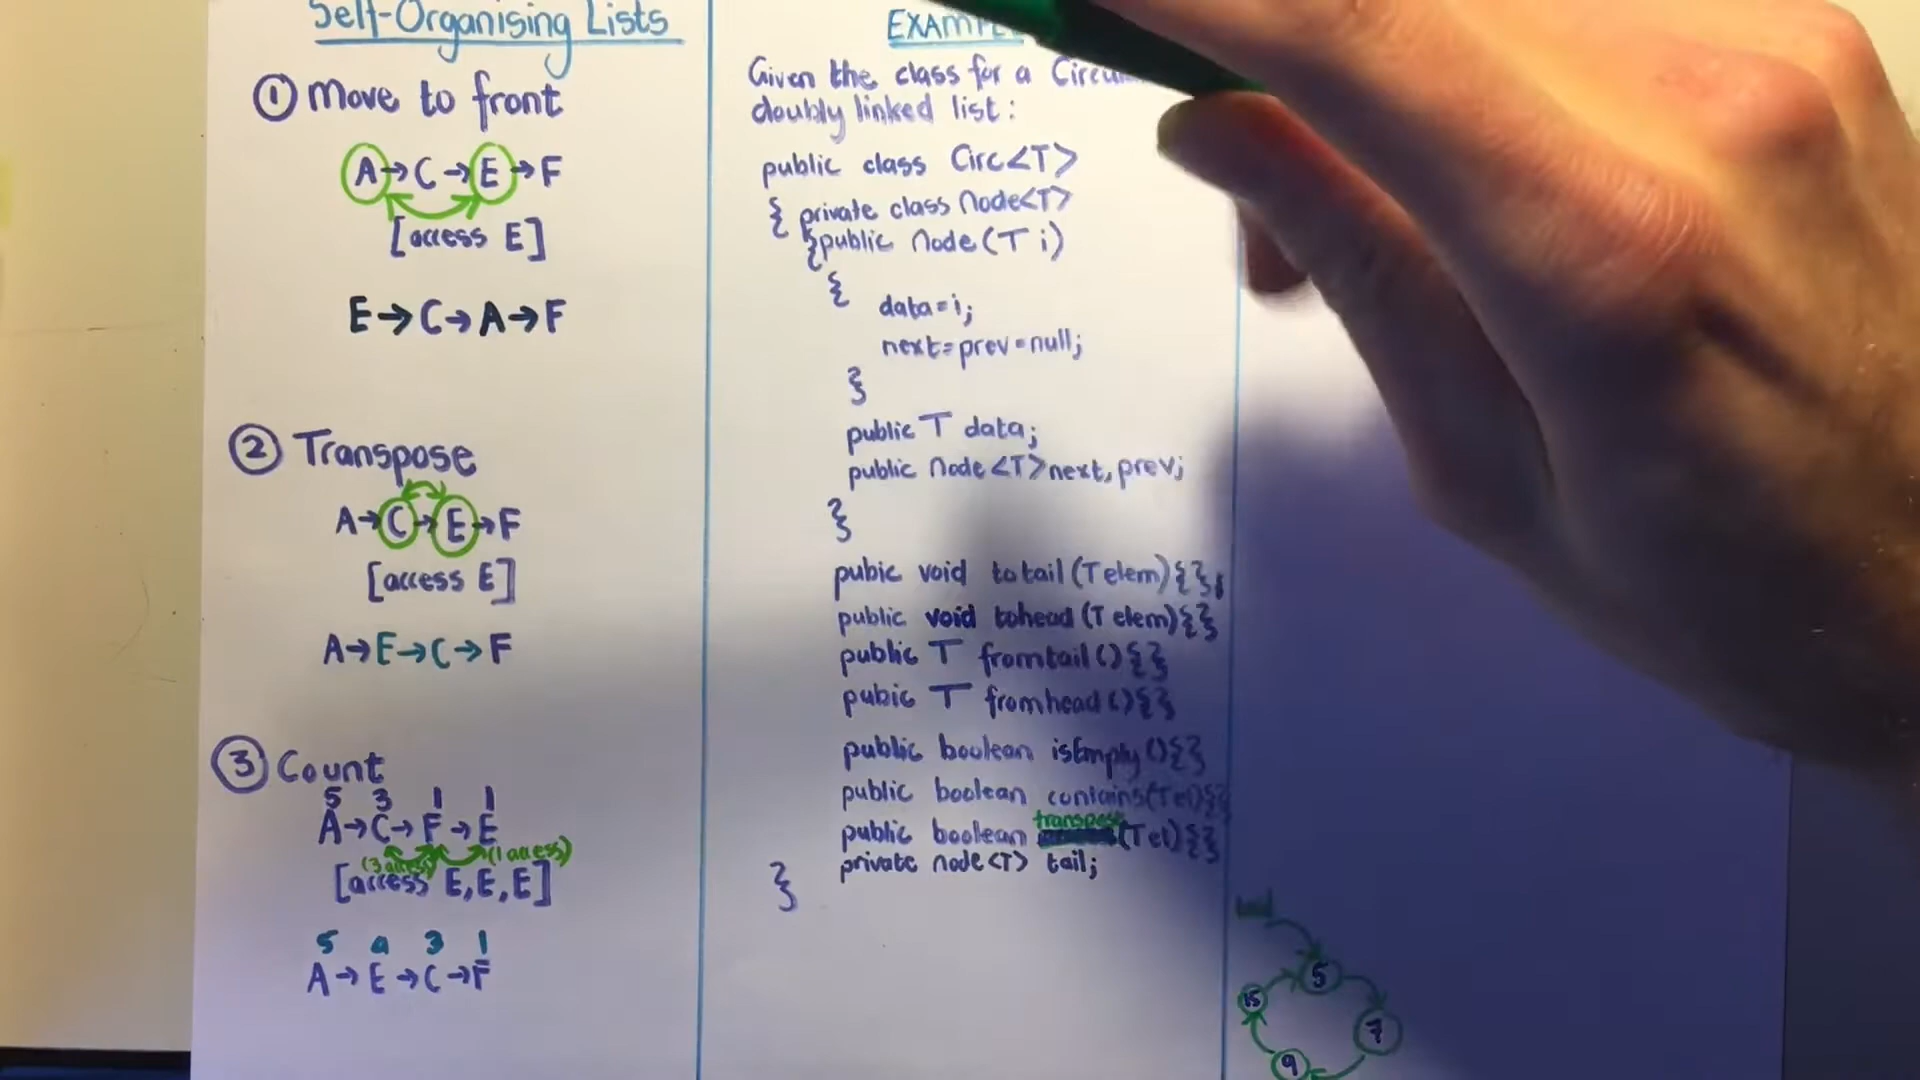 Self-Organising Lists
① Move to front
A→C→E→F
[access E]
E→C→A→F
② Transpose
A→C→E→F
[access E]
A→E→C→F
③ Count
5 3 1 1
A→C→F→E
(3 access) (1 access)
[access E,E,E]
5 4 3 1
A→E→C→F
Given the class for a
doubly linked list:
public class Circ<T>
{ private class Node<T>
{public Node(T i)
{
data=i;
next=prev=null;
}
public T data;
public Node<T>next,prev;
}
pubic void totail(T elem){}
public void tohead(T elem){}
public T fromtail(){}
pubic T fromhead(){}
public boolean isEmpty(){}
public boolean contains(T el){}
transpose
public boolean (T el){}
private node<T> tail;
}
5
15
7
9